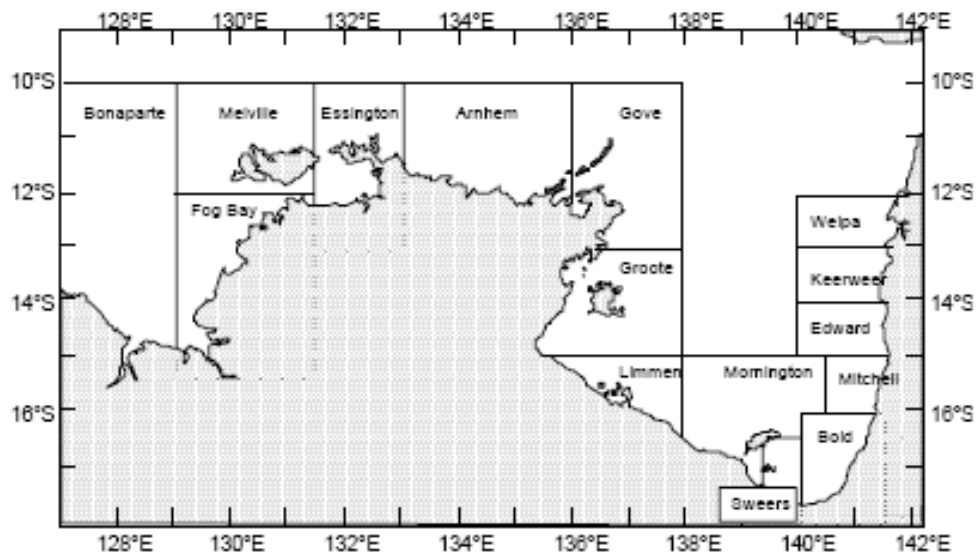 128°E 130°E 132°E 134°E 136°E 138°E 140°E 142°E
10°S 10°S
Bonaparte Melville Essington Arnhem Gove
12°S 12°S
Fog Bay Weipa
Groote Keerweer
14°S 14°S
Edward
Limmen Mornington Mitchell
16°S 16°S
Bold
Sweers
128°E 130°E 132°E 134°E 136°E 138°E 140°E 142°E